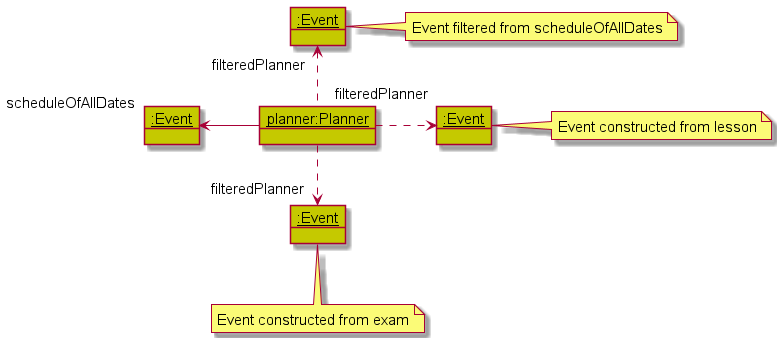 :Event
Event filtered from scheduleOfAllDates
filteredPlanner
filteredPlanner
scheduleOfAllDates
:Event
planner:Planner
:Event
Event constructed from lesson
filteredPlanner
:Event
Event constructed from exam